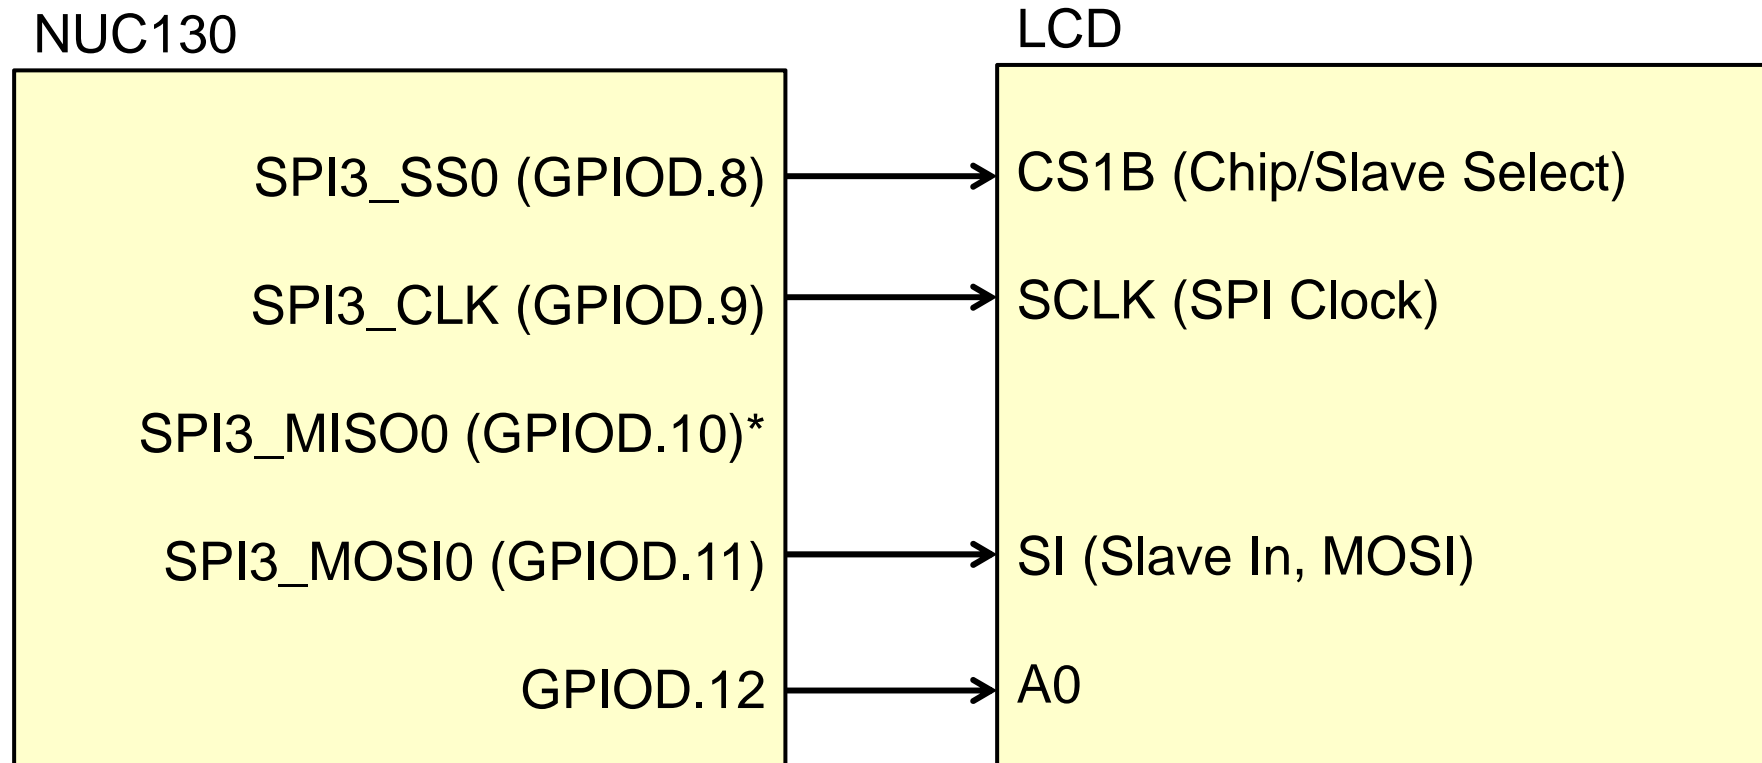 NUC130
LCD
SPI3_SS0 (GPIOD.8)
CS1B (Chip/Slave Select)
SPI3_CLK (GPIOD.9)
SCLK (SPI Clock)
SPI3_MISO0 (GPIOD.10)*
SPI3_MOSI0 (GPIOD.11)
SI (Slave In, MOSI)
GPIOD.12
A0